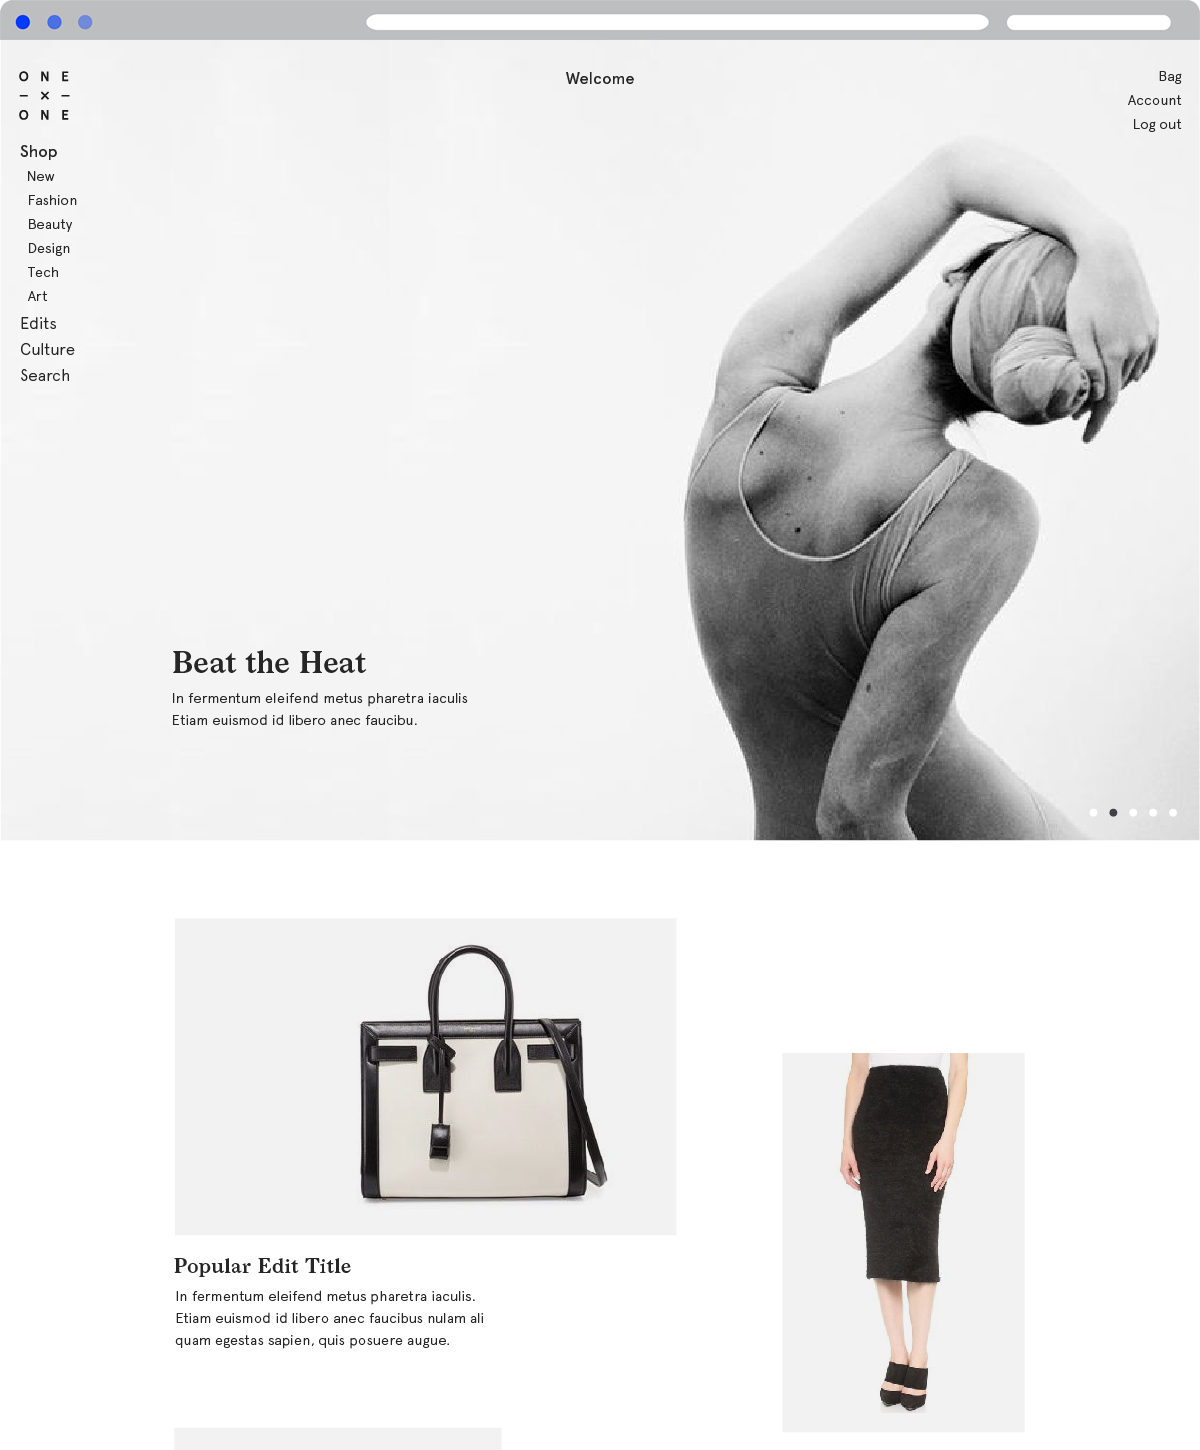 O N E
– × –
O N E
Welcome
Bag
Account
Log out
Shop
New
Fashion
Beauty
Design
Tech
Art
Edits
Culture
Search
Beat the Heat
In fermentum eleifend metus pharetra iaculis
Etiam euismod id libero anec faucibu.
Popular Edit Title
In fermentum eleifend metus pharetra iaculis.
Etiam euismod id libero anec faucibus nulam ali
quam egestas sapien, quis posuere augue.